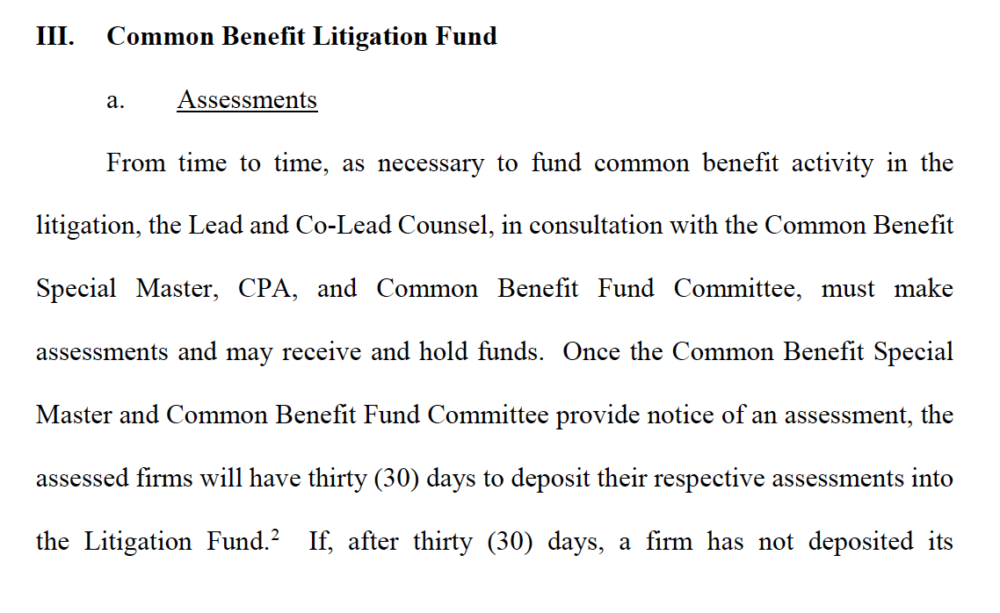 III. Common Benefit Litigation Fund
a. Assessments
From time to time, as necessary to fund common benefit activity in the
litigation, the Lead and Co-Lead Counsel, in consultation with the Common Benefit
Special Master, CPA, and Common Benefit Fund Committee, must make
assessments and may receive and hold funds. Once the Common Benefit Special
Master and Common Benefit Fund Committee provide notice of an assessment, the
assessed firms will have thirty (30) days to deposit their respective assessments into
the Litigation Fund.² If, after thirty (30) days, a firm has not deposited its